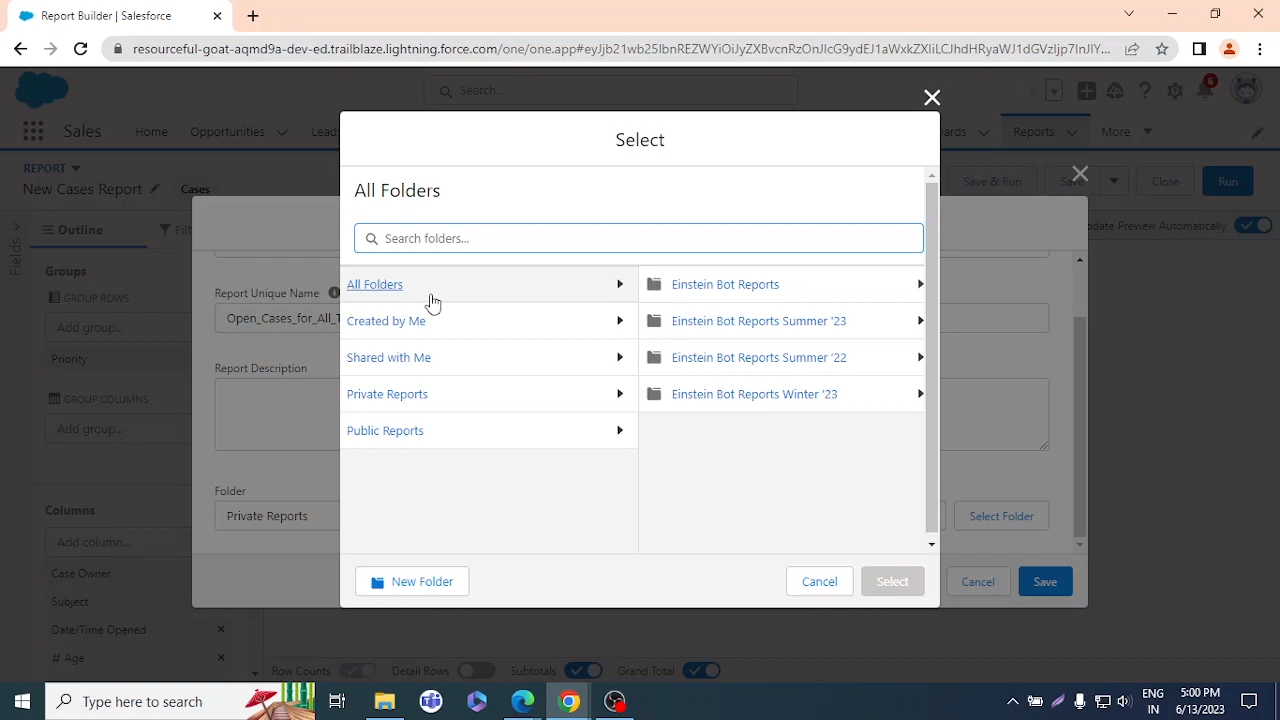 Report Builder | Salesforce
resourceful-goat-aqmd9a-dev-ed.trailblaze.lightning.force.com/one/one.app#eyJjb21wb25lbnREZWYiOiJyZXBvcnRzOnJlcG9ydEJ1aWxkZXIiLCJhdHRyaWJ1dGVzIjp7InJlY...
Search...
6
Sales
Home
Opportunities
Leads
Reports
More
REPORT
New Cases Report
Cases
Save & Run
Save
Close
Run
Fields
Outline
Update Preview Automatically
Groups
GROUP ROWS
Add group...
Priority
GROUP COLUMNS
Add group...
Columns
Add column...
Case Owner
Subject
Date/Time Opened
# Age
Report Unique Name
Report Description
Folder
Private Reports
Select Folder
Cancel
Save
Select
All Folders
Search folders...
All Folders
Created by Me
Shared with Me
Private Reports
Public Reports
Einstein Bot Reports
Einstein Bot Reports Summer '23
Einstein Bot Reports Summer '22
Einstein Bot Reports Winter '23
New Folder
Cancel
Select
Row Counts
Detail Rows
Subtotals
Grand Total
Type here to search
ENG
IN
5:00 PM
6/13/2023